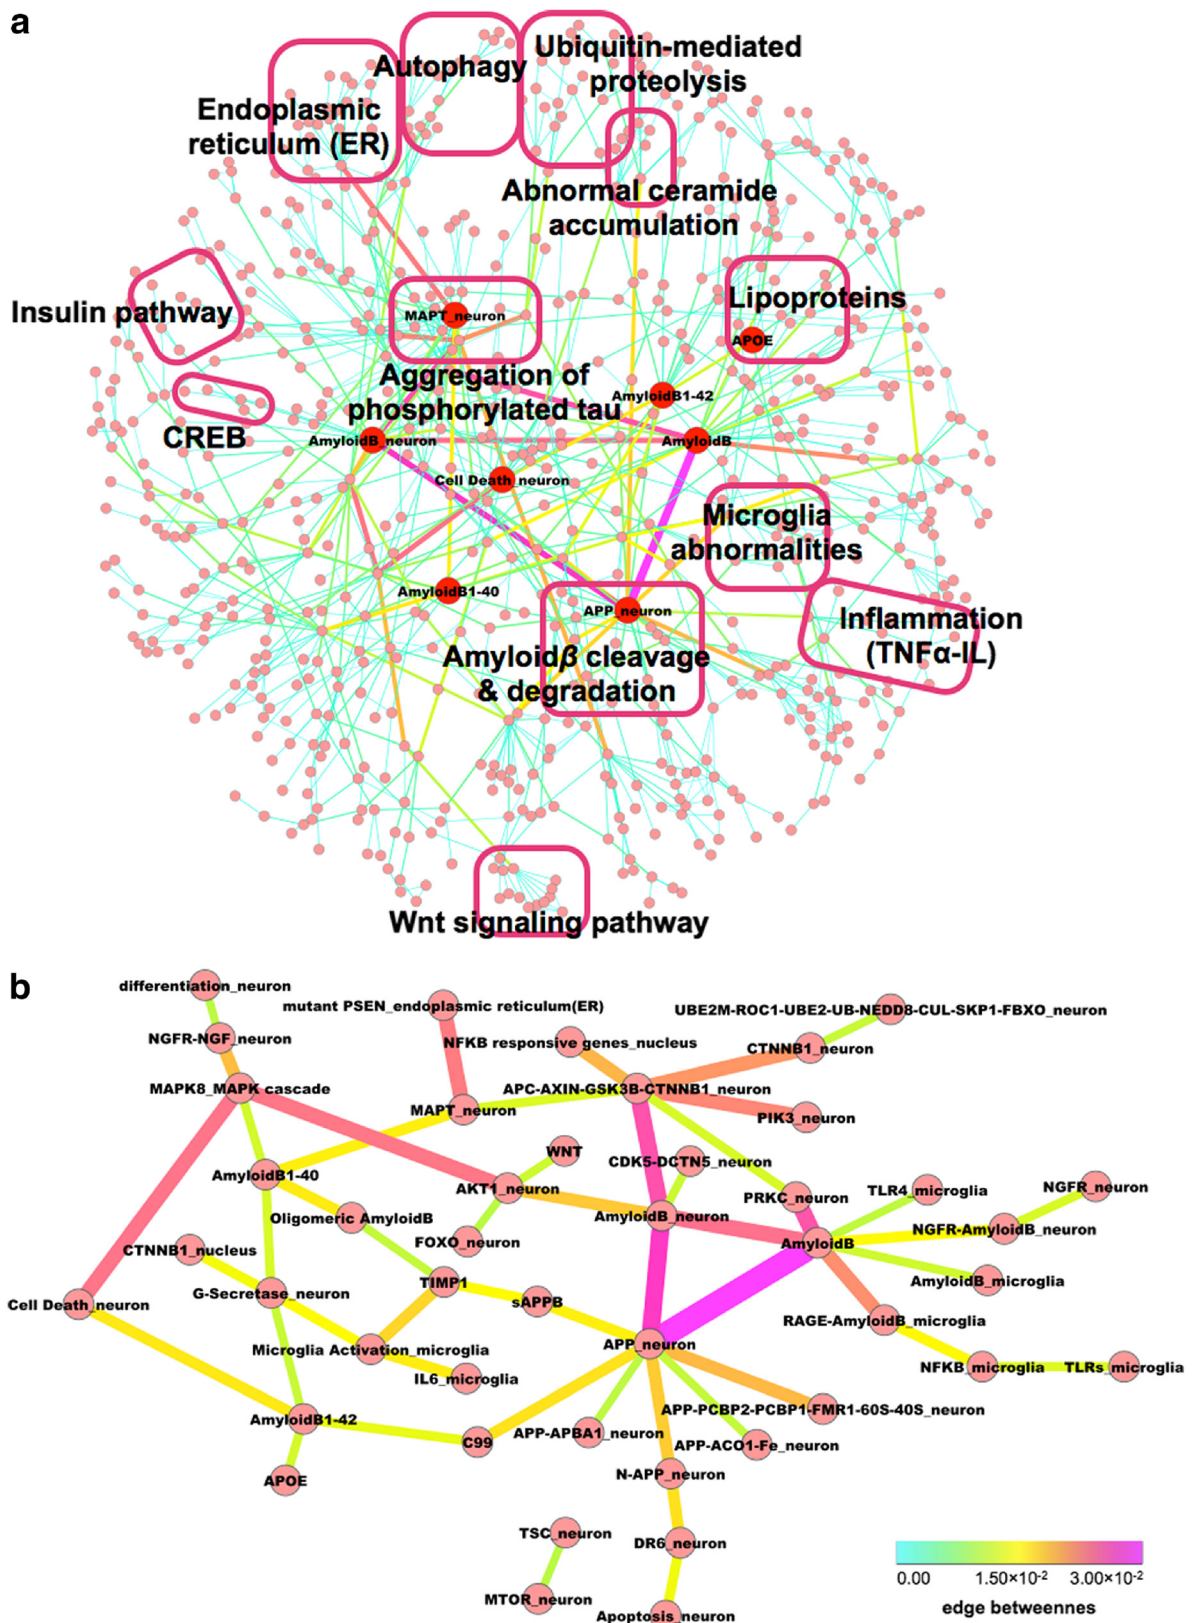 a
Ubiquitin-mediated
proteolysis
Autophagy
Endoplasmic
reticulum (ER)
Abnormal ceramide
accumulation
Insulin pathway
Lipoproteins
MAPT_neuron
APOE
Aggregation of
phosphorylated tau
AmyloidB1-42
CREB
AmyloidB_neuron
AmyloidB
Cell Death_neuron
Microglia
abnormalities
AmyloidB1-40
APP_neuron
Inflammation
(TNFα-IL)
Amyloidβ cleavage
& degradation
Wnt signaling pathway
b
differentiation_neuron
mutant PSEN_endoplasmic reticulum(ER)
UBE2M-ROC1-UBE2-UB-NEDD8-CUL-SKP1-FBXO_neuron
NGFR-NGF_neuron
NFKB responsive genes_nucleus
CTNNB1_neuron
MAPK8_MAPK cascade
APC-AXIN-GSK3B-CTNNB1_neuron
MAPT_neuron
PIK3_neuron
WNT
CDK5-DCTN5_neuron
AmyloidB1-40
AKT1_neuron
PRKC_neuron
TLR4_microglia
NGFR_neuron
Oligomeric AmyloidB
AmyloidB_neuron
NGFR-AmyloidB_neuron
FOXO_neuron
AmyloidB
CTNNB1_nucleus
TIMP1
AmyloidB_microglia
G-Secretase_neuron
sAPPB
Cell Death_neuron
RAGE-AmyloidB_microglia
Microglia Activation_microglia
APP_neuron
NFKB_microglia
TLRs_microglia
IL6_microglia
APP-PCBP2-PCBP1-FMR1-60S-40S_neuron
AmyloidB1-42
APP-APBA1_neuron
C99
APP-ACO1-Fe_neuron
APOE
N-APP_neuron
TSC_neuron
DR6_neuron
MTOR_neuron
Apoptosis_neuron
0.00
1.50×10-2
3.00×10-2
edge betweennes